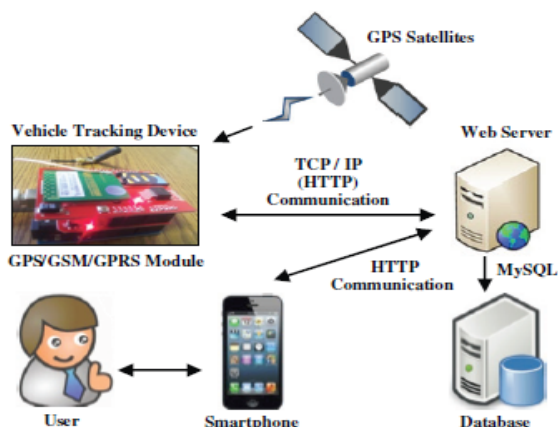 GPS Satellites
Vehicle Tracking Device
Web Server
TCP / IP
(HTTP)
Communication
GPS/GSM/GPRS Module
HTTP
Communication
MySQL
User
Smartphone
Database